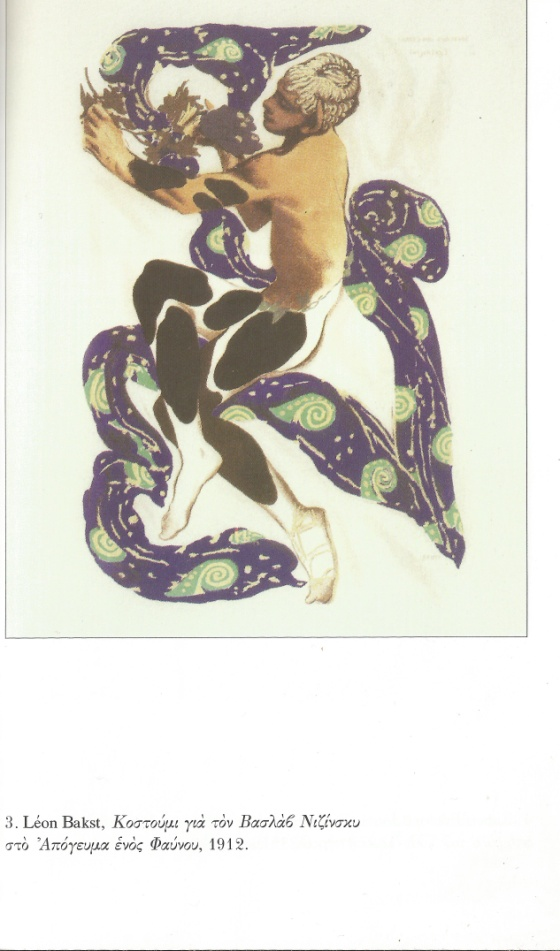 3. Léon Bakst, Κοστούμι γιὰ τὸν Βασλὰβ Νιζίνσκυ
στὸ Ἀπόγευμα ἑνὸς Φαύνου, 1912.